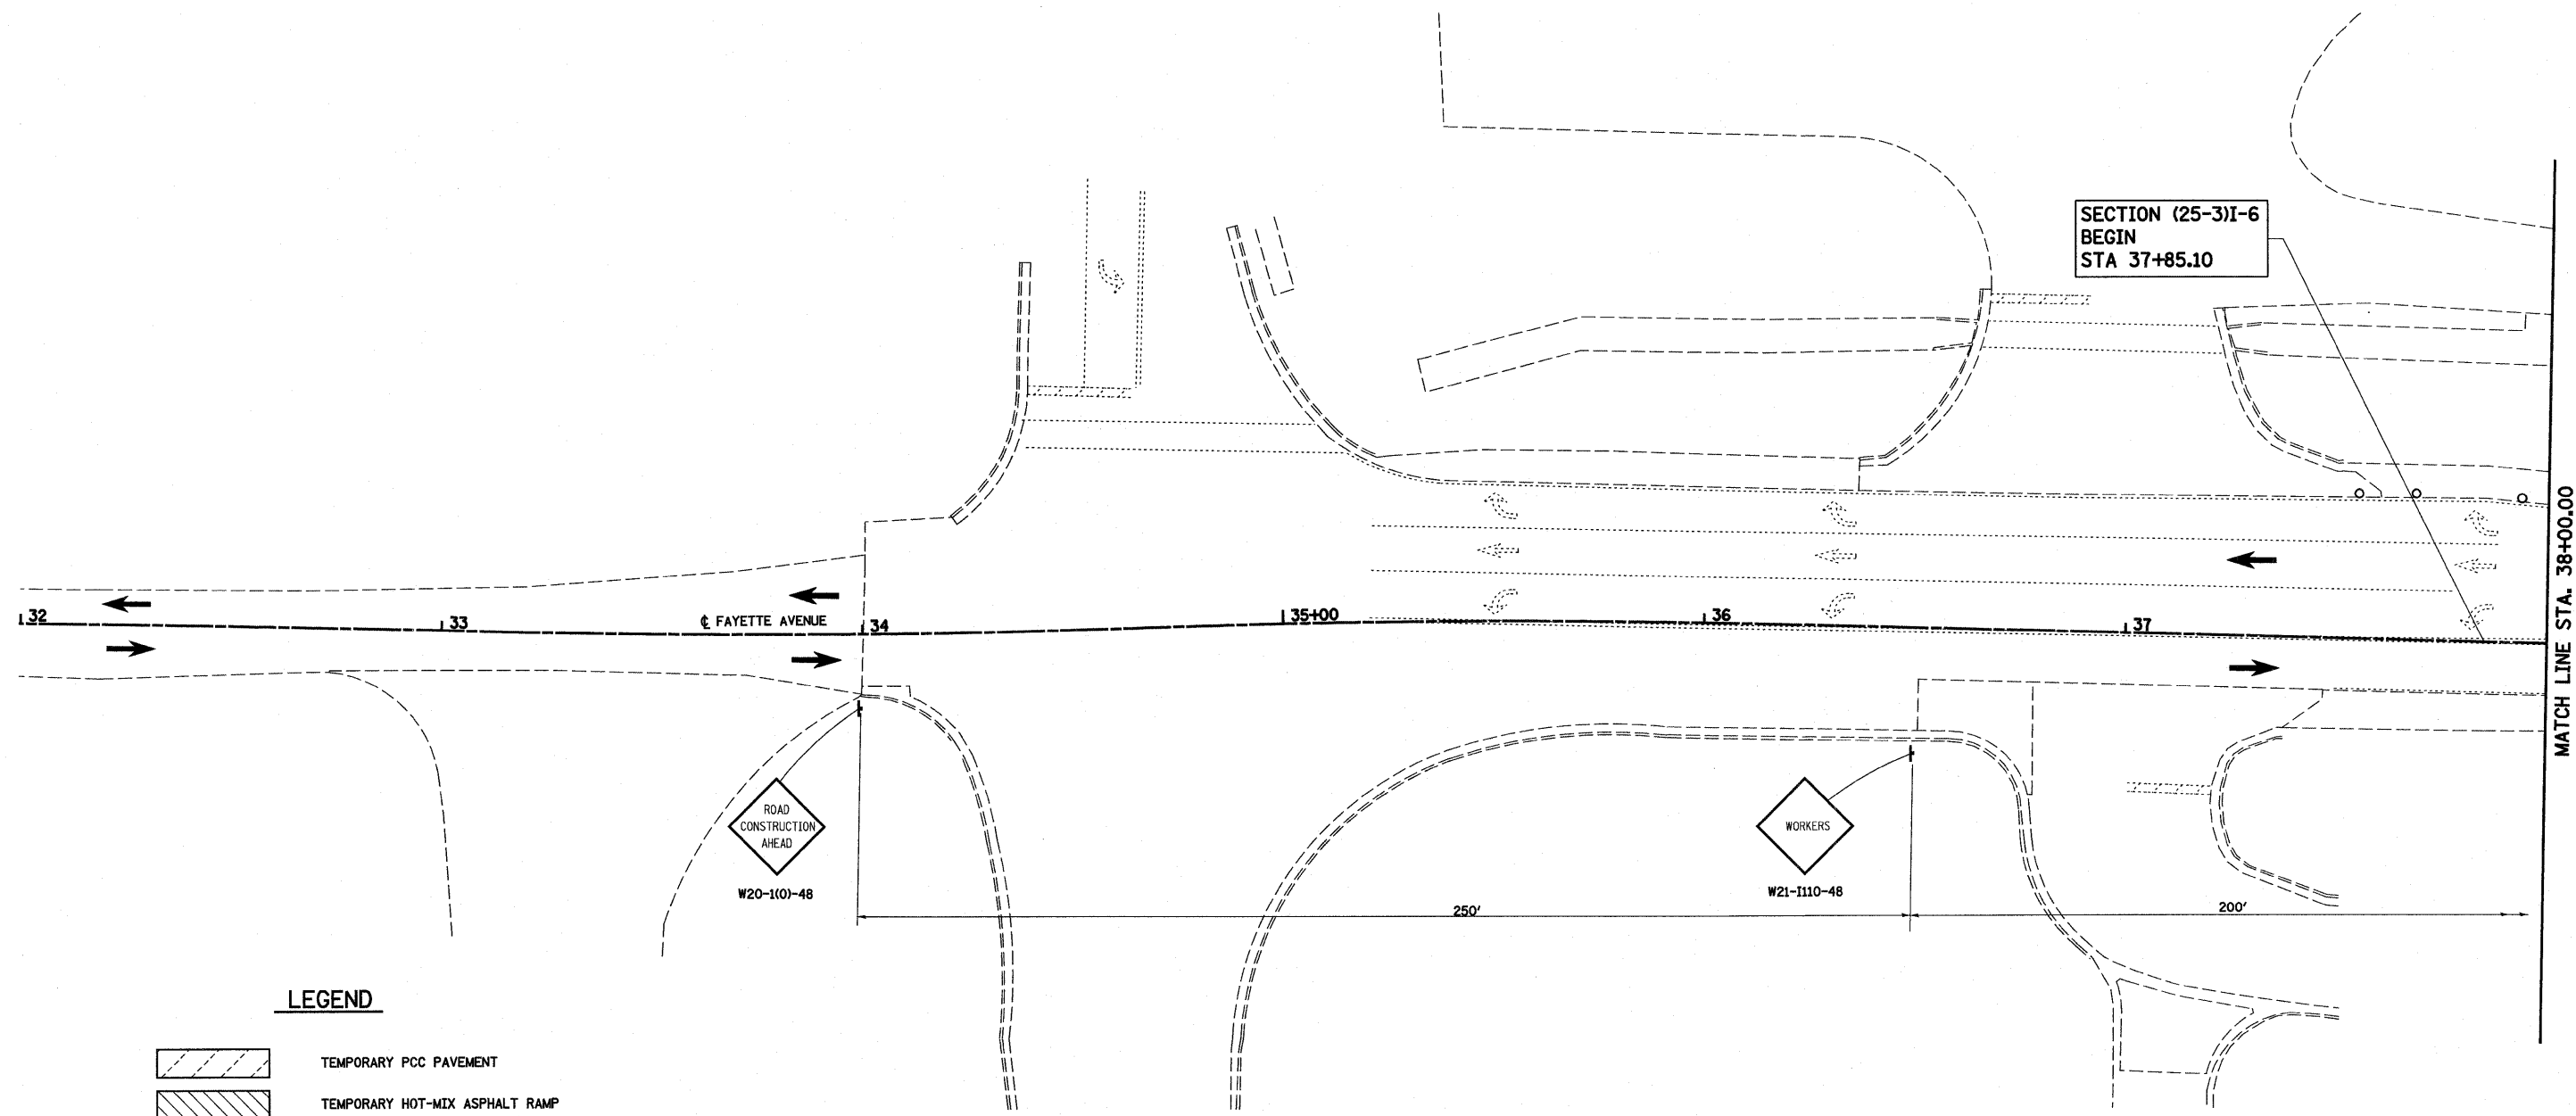 SECTION (25-3)I-6
BEGIN
STA 37+85.10
MATCH LINE STA. 38+00.00
32
33
℄ FAYETTE AVENUE
34
35+00
36
37
ROAD
CONSTRUCTION
AHEAD
W20-1(O)-48
WORKERS
W21-I110-48
250'
200'
LEGEND
TEMPORARY PCC PAVEMENT
TEMPORARY HOT-MIX ASPHALT RAMP